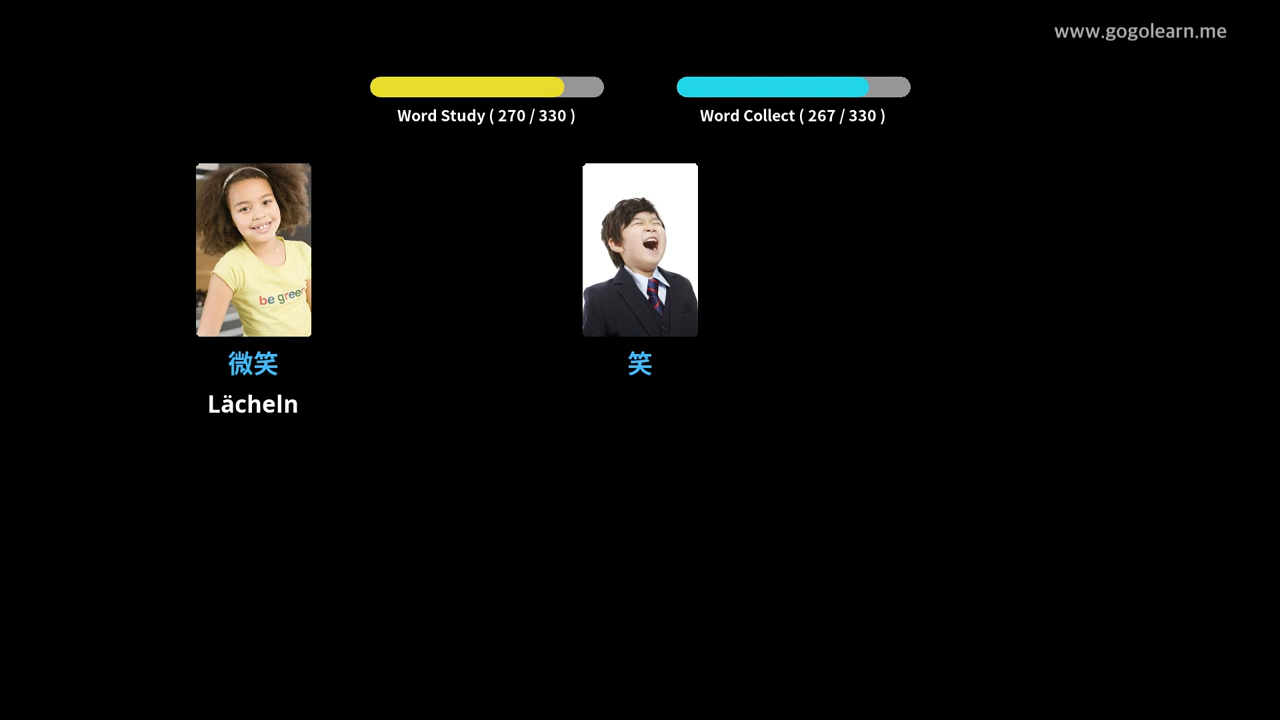 www.gogolearn.me
Word Study ( 270 / 330 )
Word Collect ( 267 / 330 )
be green
微笑
笑
Lächeln